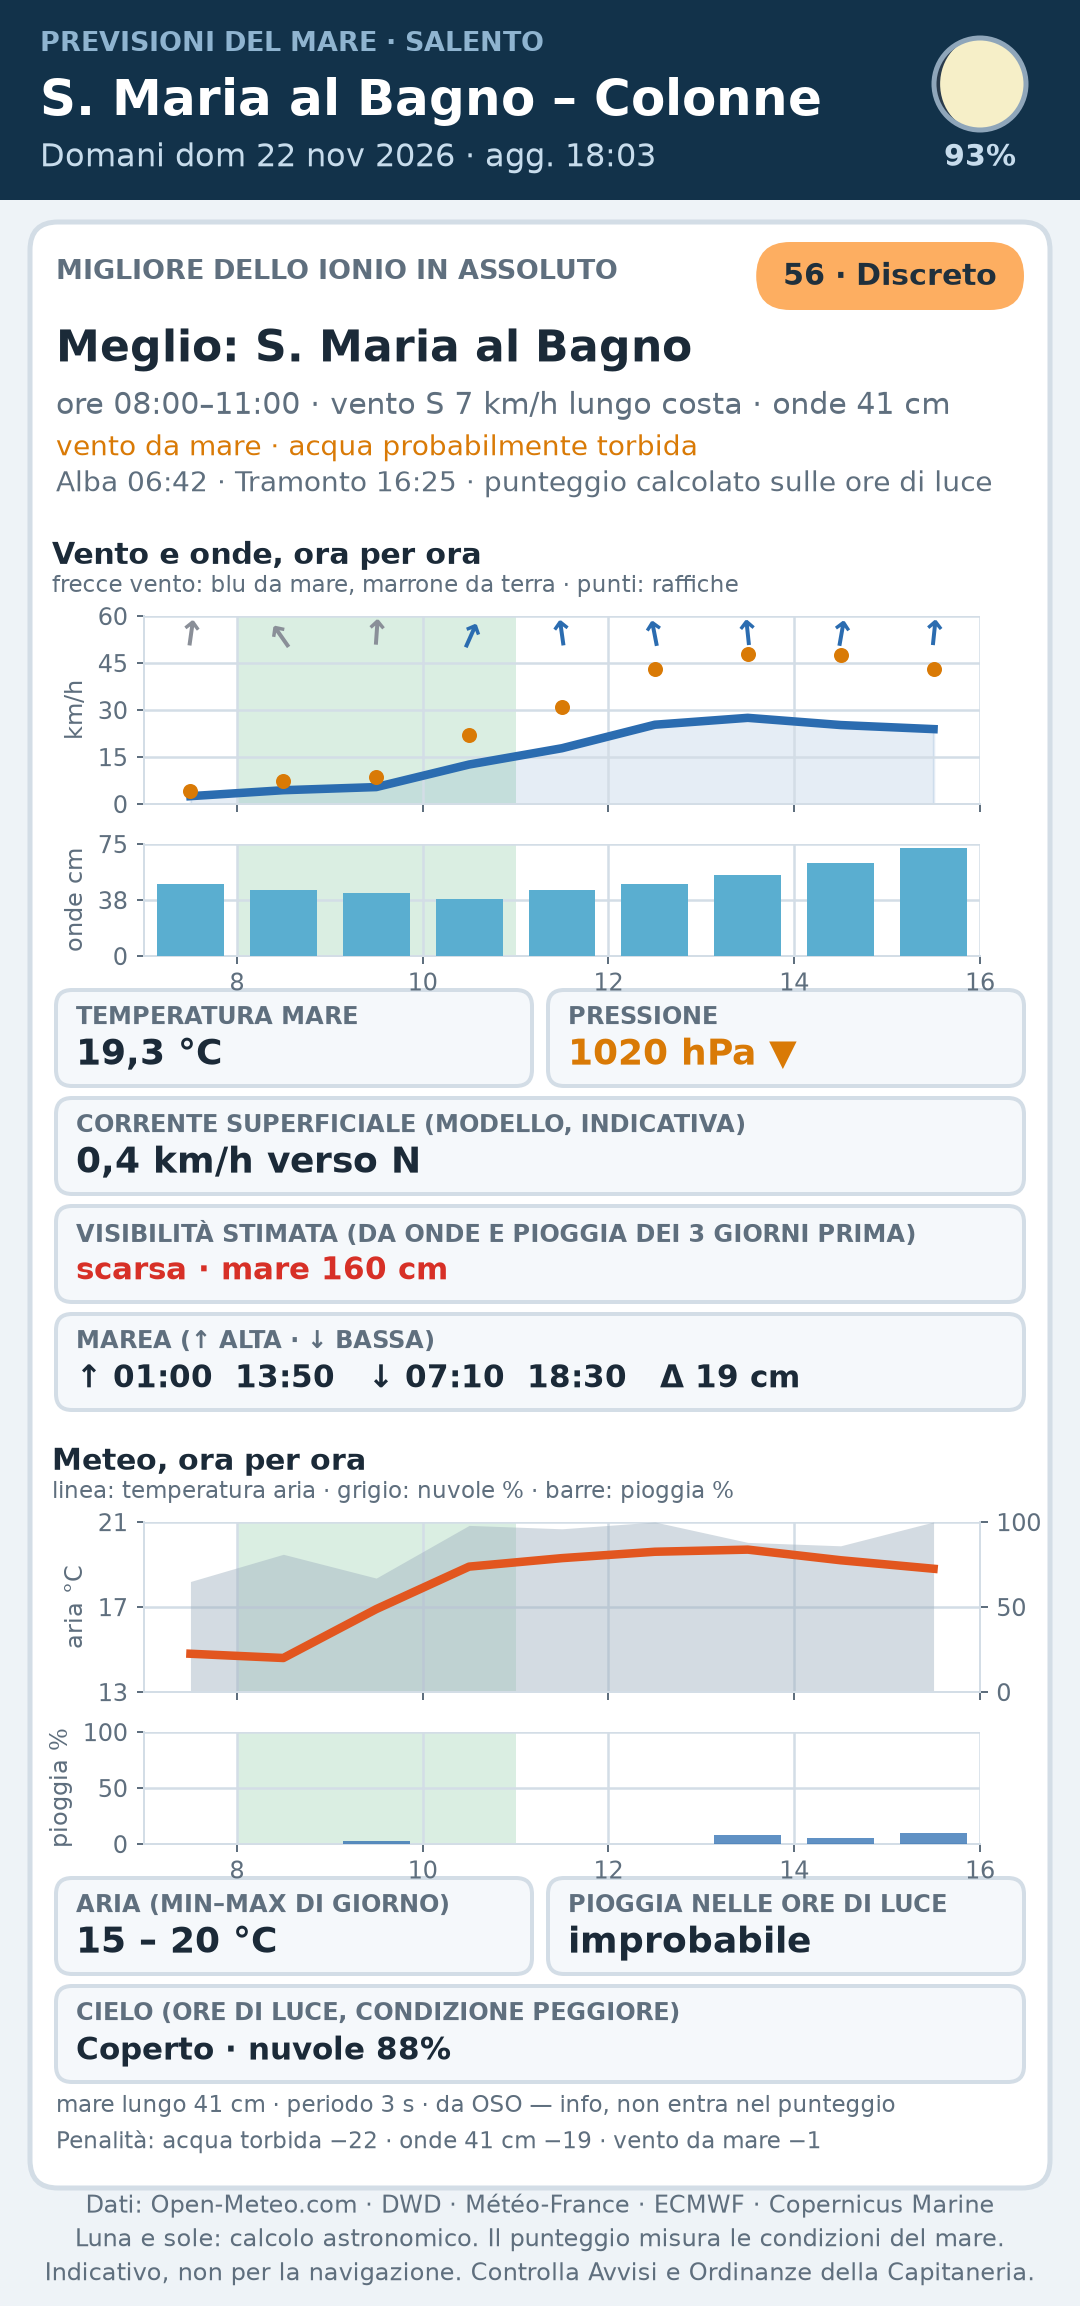 PREVISIONI DEL MARE · SALENTO
S. Maria al Bagno – Colonne
Domani dom 22 nov 2026 · agg. 18:03
93%
MIGLIORE DELLO IONIO IN ASSOLUTO
56 · Discreto
Meglio: S. Maria al Bagno
ore 08:00–11:00 · vento S 7 km/h lungo costa · onde 41 cm
vento da mare · acqua probabilmente torbida
Alba 06:42 · Tramonto 16:25 · punteggio calcolato sulle ore di luce
Vento e onde, ora per ora
frecce vento: blu da mare, marrone da terra · punti: raffiche
km/h
60
45
30
15
0
onde cm
75
38
0
8 10 12 14 16
TEMPERATURA MARE
19,3 °C
PRESSIONE
1020 hPa ▼
CORRENTE SUPERFICIALE (MODELLO, INDICATIVA)
0,4 km/h verso N
VISIBILITÀ STIMATA (DA ONDE E PIOGGIA DEI 3 GIORNI PRIMA)
scarsa · mare 160 cm
MAREA (↑ ALTA · ↓ BASSA)
↑ 01:00 13:50 ↓ 07:10 18:30 Δ 19 cm
Meteo, ora per ora
linea: temperatura aria · grigio: nuvole % · barre: pioggia %
aria °C
21
17
13
100
50
0
pioggia %
100
50
0
8 10 12 14 16
ARIA (MIN–MAX DI GIORNO)
15 – 20 °C
PIOGGIA NELLE ORE DI LUCE
improbabile
CIELO (ORE DI LUCE, CONDIZIONE PEGGIORE)
Coperto · nuvole 88%
mare lungo 41 cm · periodo 3 s · da OSO — info, non entra nel punteggio
Penalità: acqua torbida −22 · onde 41 cm −19 · vento da mare −1
Dati: Open-Meteo.com · DWD · Météo-France · ECMWF · Copernicus Marine
Luna e sole: calcolo astronomico. Il punteggio misura le condizioni del mare.
Indicativo, non per la navigazione. Controlla Avvisi e Ordinanze della Capitaneria.